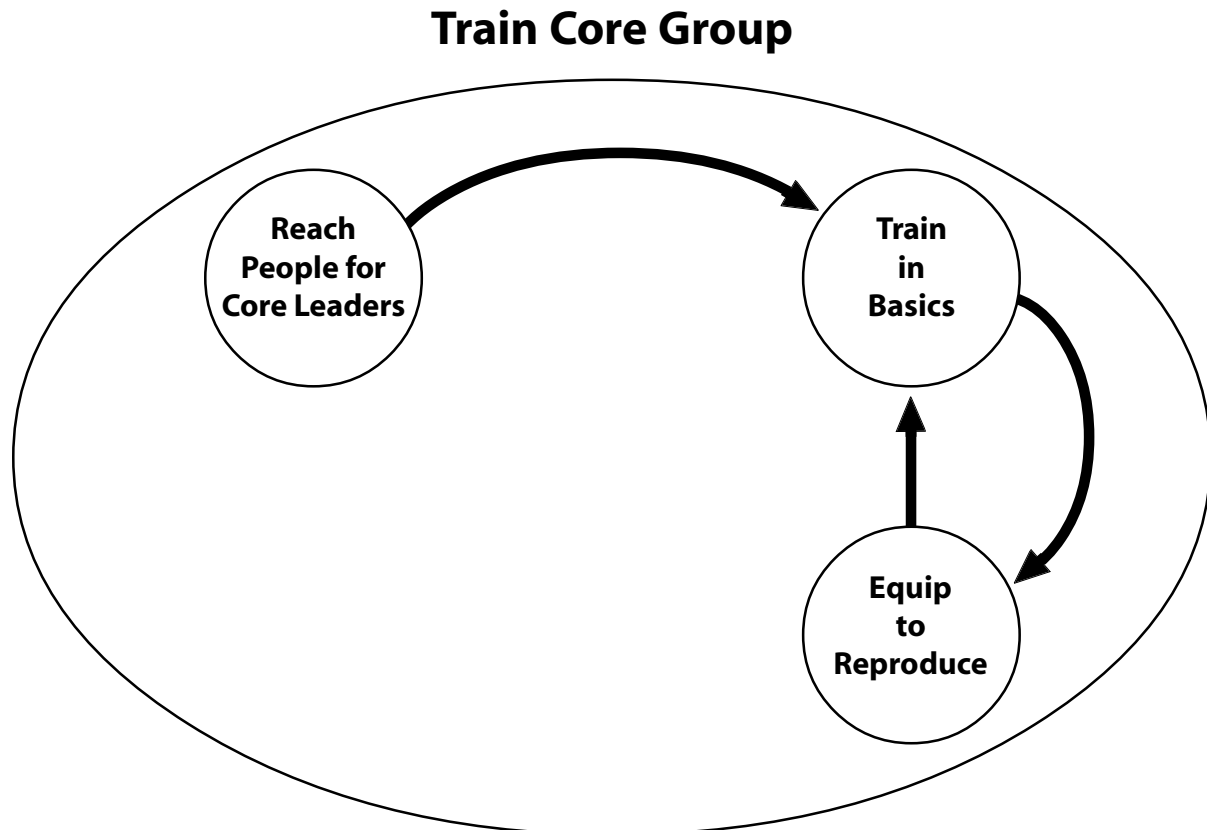 Train Core Group
Reach
People for
Core Leaders
Train
in
Basics
Equip
to
Reproduce